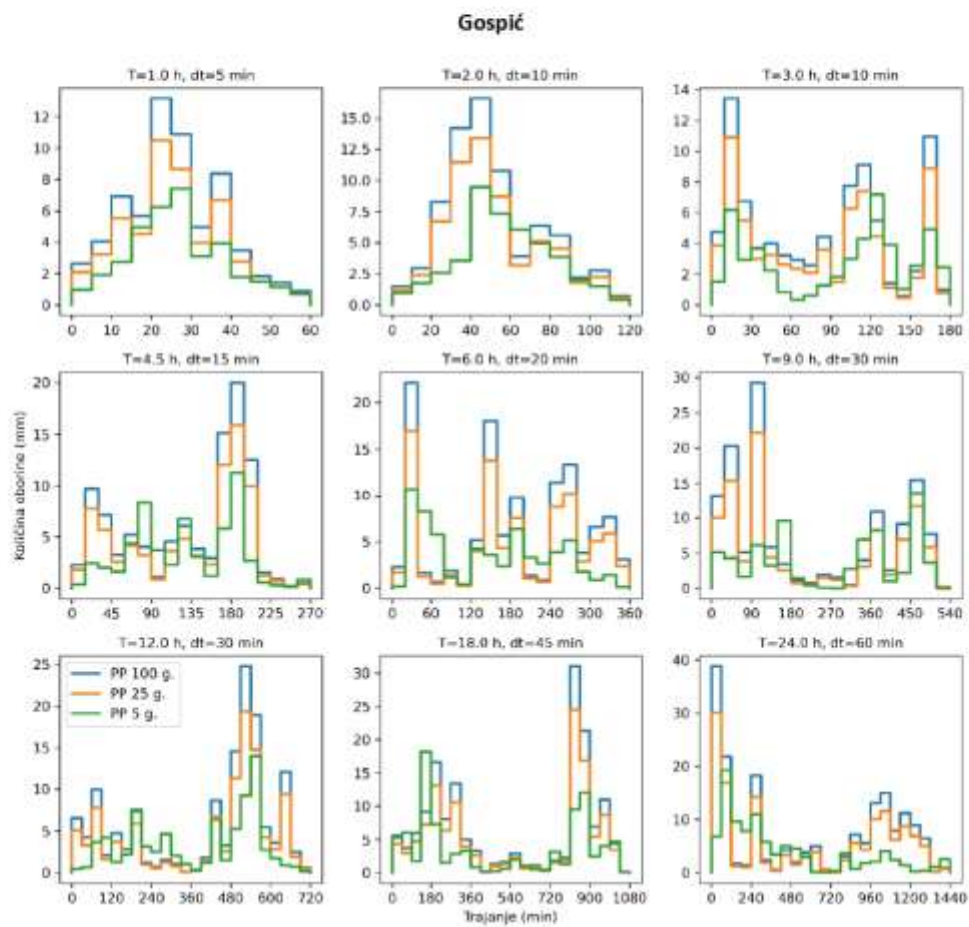 Gospić
T=1.0 h, dt=5 min
T=2.0 h, dt=10 min
T=3.0 h, dt=10 min
12
10
8
6
4
2
0
15.0
12.5
10.0
7.5
5.0
2.5
0.0
14
12
10
8
6
4
2
0
0 10 20 30 40 50 60
0 20 40 60 80 100 120
0 30 60 90 120 150 180
T=4.5 h, dt=15 min
T=6.0 h, dt=20 min
T=9.0 h, dt=30 min
Količina oborine (mm)
20
15
10
5
0
20
15
10
5
0
30
25
20
15
10
5
0
0 45 90 135 180 225 270
0 60 120 180 240 300 360
0 90 180 270 360 450 540
T=12.0 h, dt=30 min
T=18.0 h, dt=45 min
T=24.0 h, dt=60 min
PP 100 g.
PP 25 g.
PP 5 g.
25
20
15
10
5
0
30
25
20
15
10
5
0
40
30
20
10
0
0 120 240 360 480 600 720
0 180 360 540 720 900 1080
0 240 480 720 960 1200 1440
Trajanje (min)